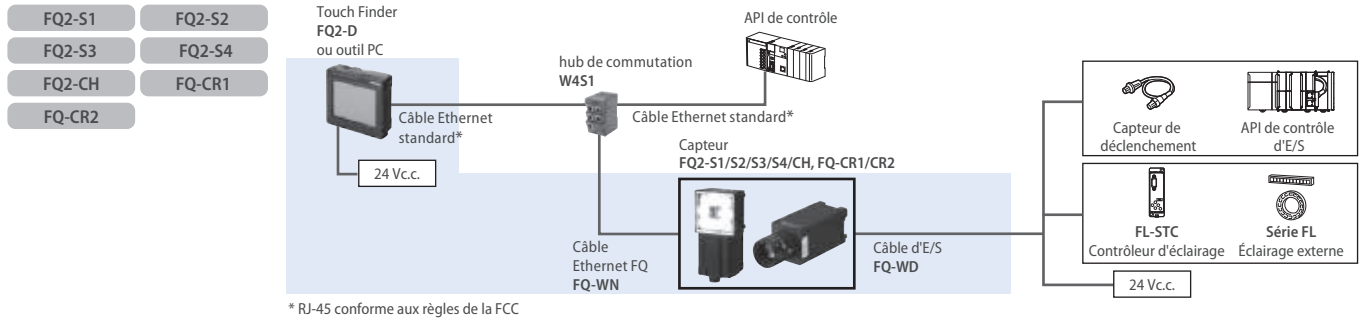 FQ2-S1
FQ2-S2
FQ2-S3
FQ2-S4
FQ2-CH
FQ-CR1
FQ-CR2
Touch Finder
FQ2-D
ou outil PC
Câble Ethernet
standard*
24 Vc.c.
hub de commutation
W4S1
API de contrôle
Câble Ethernet standard*
Capteur
FQ2-S1/S2/S3/S4/CH, FQ-CR1/CR2
Câble
Ethernet FQ
FQ-WN
Câble d'E/S
FQ-WD
Capteur de
déclenchement
API de contrôle
d'E/S
FL-STC
Contrôleur d'éclairage
Série FL
Éclairage externe
24 Vc.c.
* RJ-45 conforme aux règles de la FCC